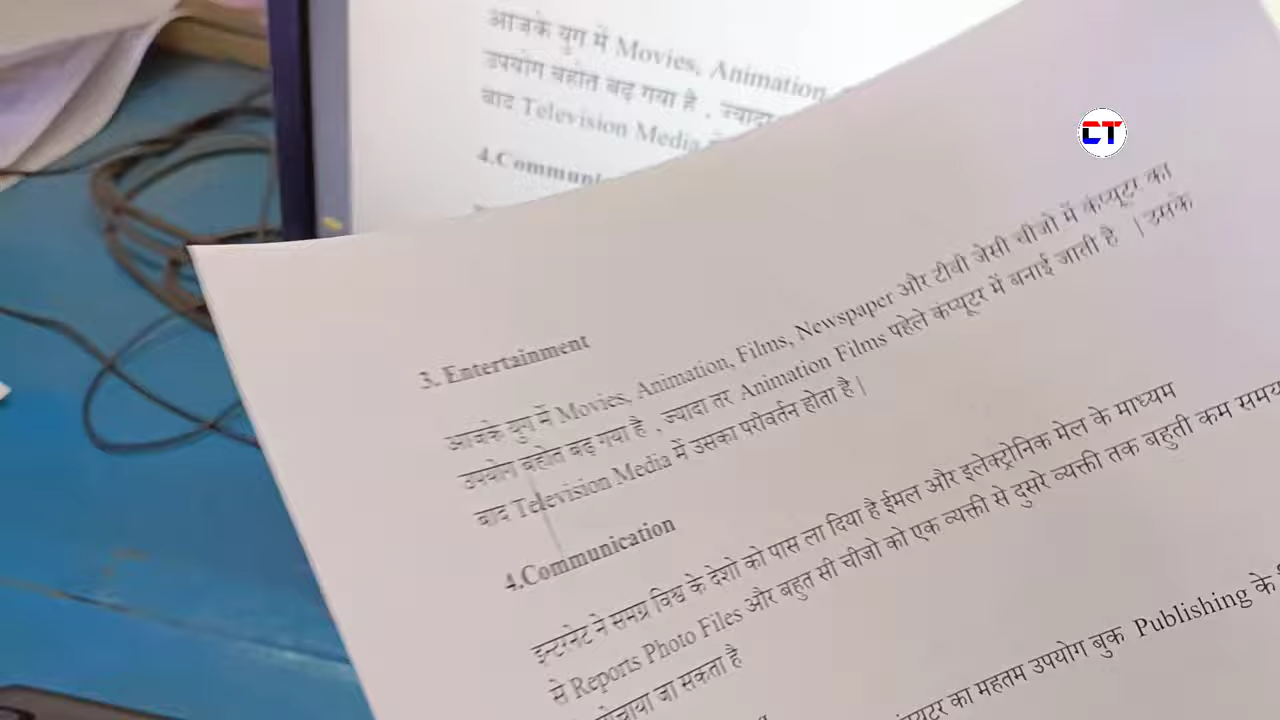 आजके युग में Movies, Animation,
उपयोग बहोत बढ़ गया है , ज्यादा
बाद Television Media
4.Communi
CT
3. Entertainment
आजके युग में Movies, Animation, Films, Newspaper और टीवी जेसी चीजो में कंप्यूटर का
उपयोग बहोत बढ़ गया है , ज्यादा तर Animation Films पहेले कंप्यूटर में बनाई जाती है | उसके
बाद Television Media में उसका परीवर्तन होता है |
4.Communication
इन्टरनेट ने समग्र विश्व के देशो को पास ला दिया है ईमल और इलेक्ट्रोनिक मेल के माध्यम
से Reports Photo Files और बहुत सी चीजो को एक व्यक्ती से दुसरे व्यक्ती तक बहुती कम समय
जा सकता है
का महतम उपयोग बुक Publishing के